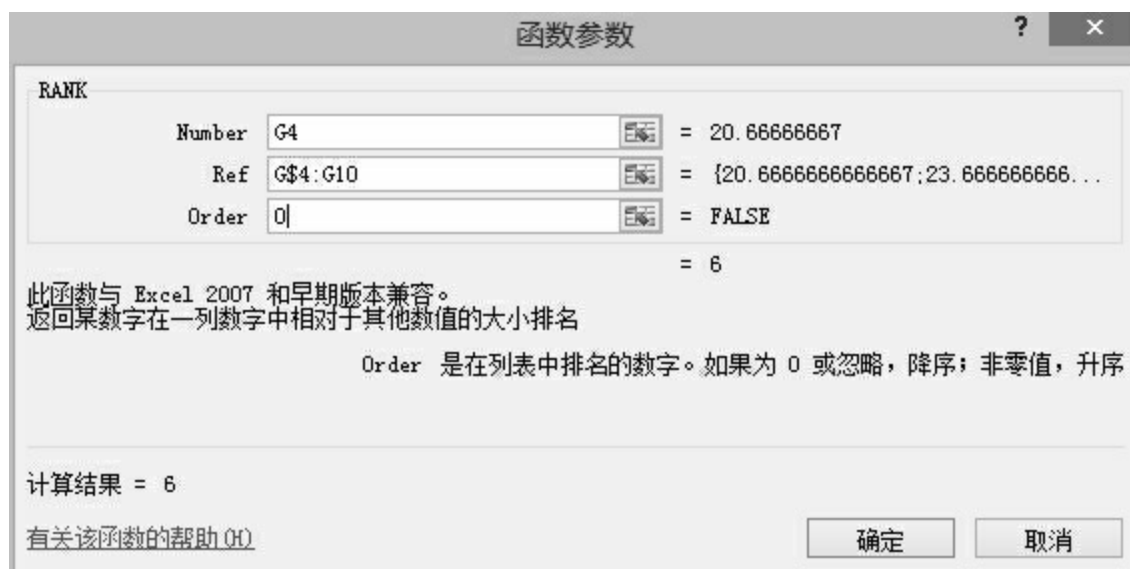 函数参数
? ×
RANK
Number G4 = 20.66666667
Ref G$4:G10 = {20.6666666666667;23.666666666...
Order 0 = FALSE
= 6
此函数与 Excel 2007 和早期版本兼容。
返回某数字在一列数字中相对于其他数值的大小排名
Order 是在列表中排名的数字。如果为 0 或忽略，降序；非零值，升序
计算结果 = 6
有关该函数的帮助(H)
确定 取消